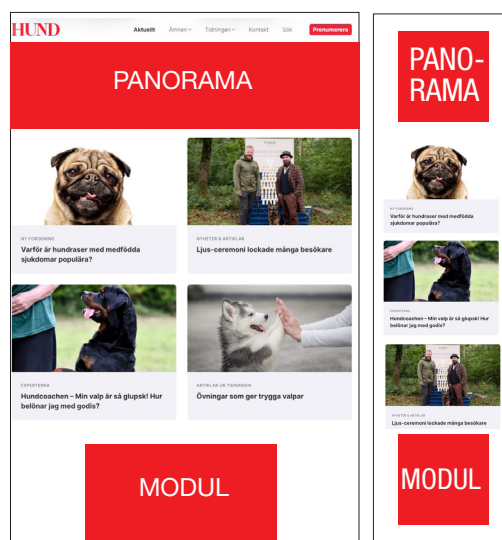 HUND
Aktuellt Ämnen Tidningen Kontakt Sök Prenumerera
PANORAMA
NY FORSKNING
Varför är hundraser med medfödda
sjukdomar populära?
NYHETER & ARTIKLAR
Ljus-ceremoni lockade många besökare
EXPERTERNA
Hundcoachen – Min valp är så glupsk! Hur
belönar jag med godis?
ARTIKLAR UR TIDNINGEN
Övningar som ger trygga valpar
MODUL
PANO-
RAMA
NY FORSKNING
Varför är hundraser med medfödda
sjukdomar populära?
EXPERTERNA
Hundcoachen – Min valp är så glupsk! Hur
belönar jag med godis?
NYHETER & ARTIKLAR
Ljus-ceremoni lockade många besökare
MODUL